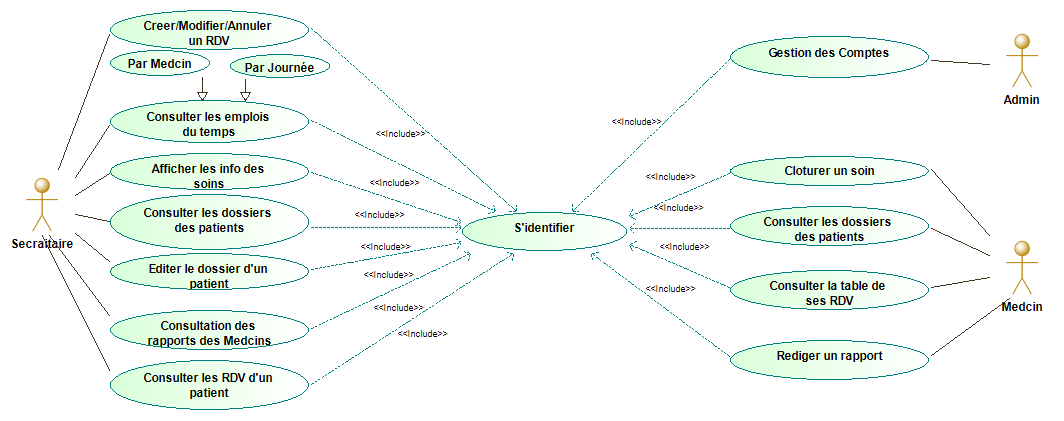 Creer/Modifier/Annuler
un RDV
Par Medcin
Par Journée
Consulter les emplois
du temps
Afficher les info des
soins
Consulter les dossiers
des patients
Editer le dossier d'un
patient
Consultation des
rapports des Medcins
Consulter les RDV d'un
patient
Secraitaire
<<Include>>
<<Include>>
<<Include>>
<<Include>>
<<Include>>
<<Include>>
S'identifier
<<Include>>
<<Include>>
<<Include>>
<<Include>>
<<Include>>
Gestion des Comptes
Cloturer un soin
Consulter les dossiers
des patients
Consulter la table de
ses RDV
Rediger un rapport
Admin
Medcin